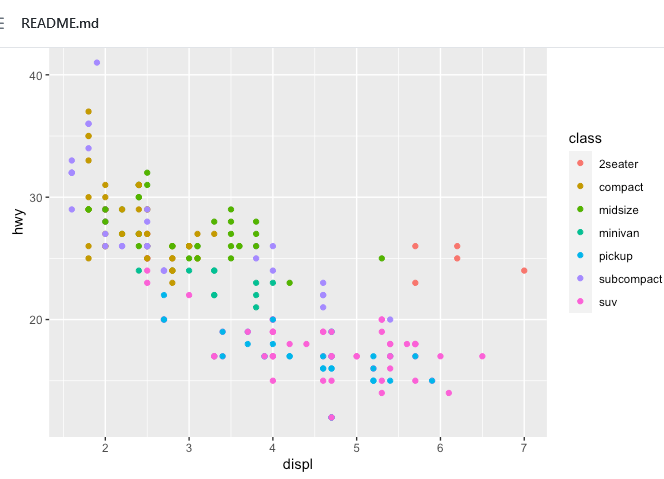 README.md
40
30
20
hwy
2
3
4
5
6
7
displ
class
2seater
compact
midsize
minivan
pickup
subcompact
suv